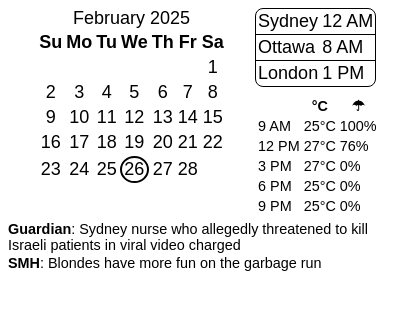 February 2025
Su Mo Tu We Th Fr Sa
1
2 3 4 5 6 7 8
9 10 11 12 13 14 15
16 17 18 19 20 21 22
23 24 25 26 27 28
Sydney 12 AM
Ottawa 8 AM
London 1 PM
°C ☂
9 AM 25°C 100%
12 PM 27°C 76%
3 PM 27°C 0%
6 PM 25°C 0%
9 PM 25°C 0%
Guardian: Sydney nurse who allegedly threatened to kill
Israeli patients in viral video charged
SMH: Blondes have more fun on the garbage run